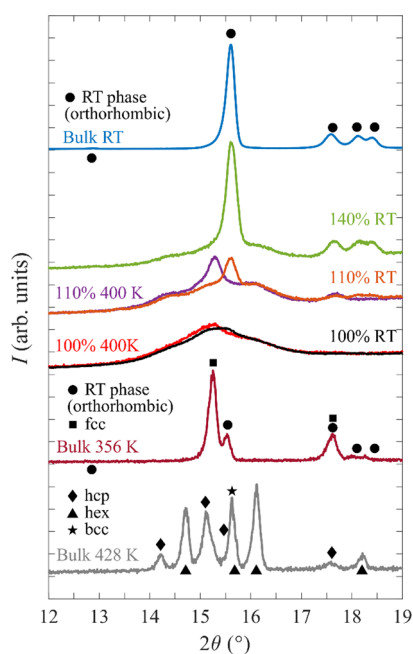 RT phase
(orthorhombic)
Bulk RT
140% RT
110% 400 K
110% RT
100% 400K
100% RT
RT phase
(orthorhombic)
fcc
Bulk 356 K
hcp
hex
bcc
Bulk 428 K
I (arb. units)
12 13 14 15 16 17 18 19
2θ (°)